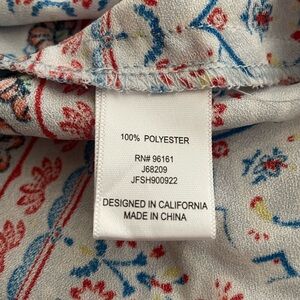 100% POLYESTER
RN# 96161
J68209
JFSH900922
DESIGNED IN CALIFORNIA
MADE IN CHINA